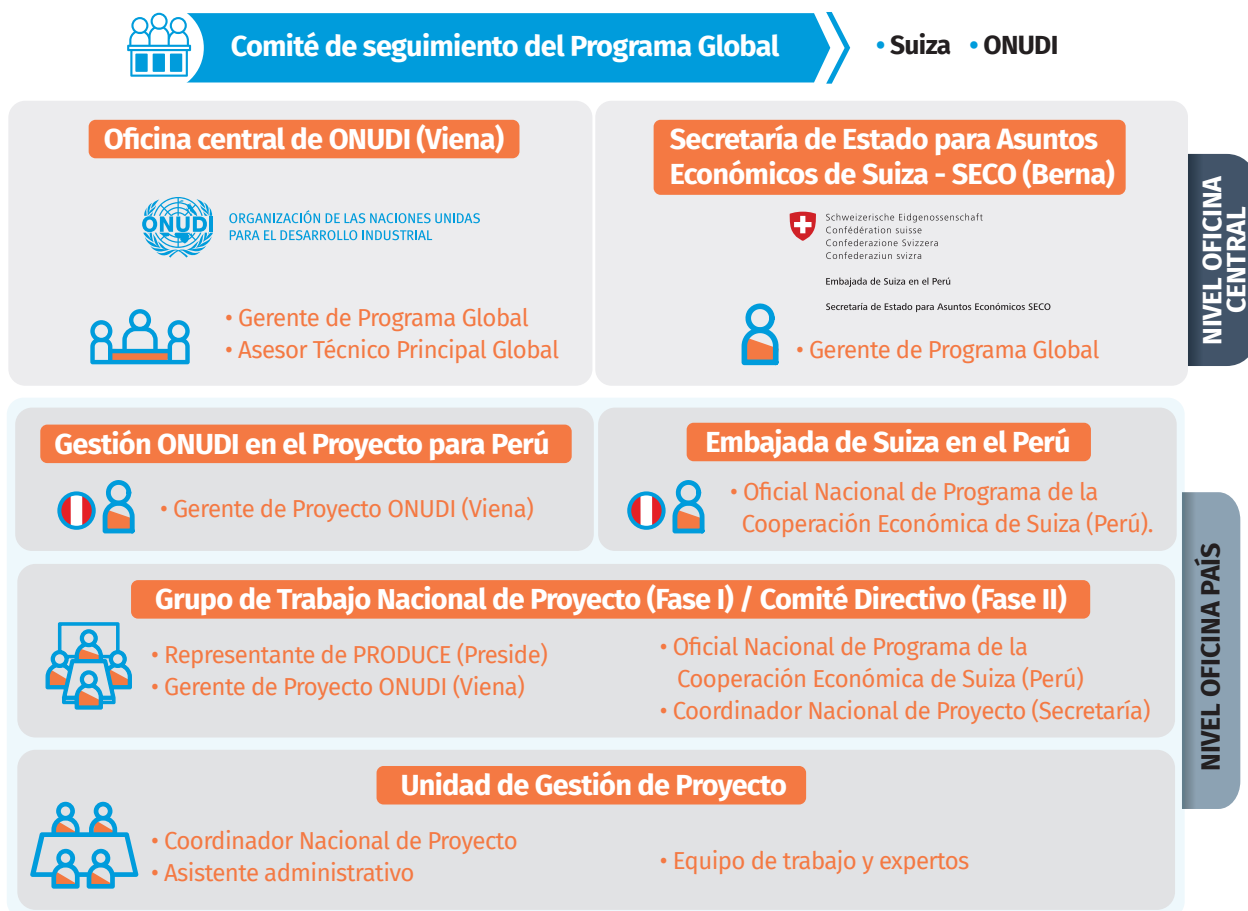 Comité de seguimiento del Programa Global
• Suiza • ONUDI
Oficina central de ONUDI (Viena)
ONUDI
ORGANIZACIÓN DE LAS NACIONES UNIDAS
PARA EL DESARROLLO INDUSTRIAL
• Gerente de Programa Global
• Asesor Técnico Principal Global
Secretaría de Estado para Asuntos
Económicos de Suiza - SECO (Berna)
Schweizerische Eidgenossenschaft
Confédération suisse
Confederazione Svizzera
Confederaziun svizra
Embajada de Suiza en el Perú
Secretaría de Estado para Asuntos Económicos SECO
• Gerente de Programa Global
NIVEL OFICINA
CENTRAL
Gestión ONUDI en el Proyecto para Perú
• Gerente de Proyecto ONUDI (Viena)
Embajada de Suiza en el Perú
• Oficial Nacional de Programa de la
Cooperación Económica de Suiza (Perú).
Grupo de Trabajo Nacional de Proyecto (Fase I) / Comité Directivo (Fase II)
• Representante de PRODUCE (Preside)
• Gerente de Proyecto ONUDI (Viena)
• Oficial Nacional de Programa de la
Cooperación Económica de Suiza (Perú)
• Coordinador Nacional de Proyecto (Secretaría)
Unidad de Gestión de Proyecto
• Coordinador Nacional de Proyecto
• Asistente administrativo
• Equipo de trabajo y expertos
NIVEL OFICINA PAÍS